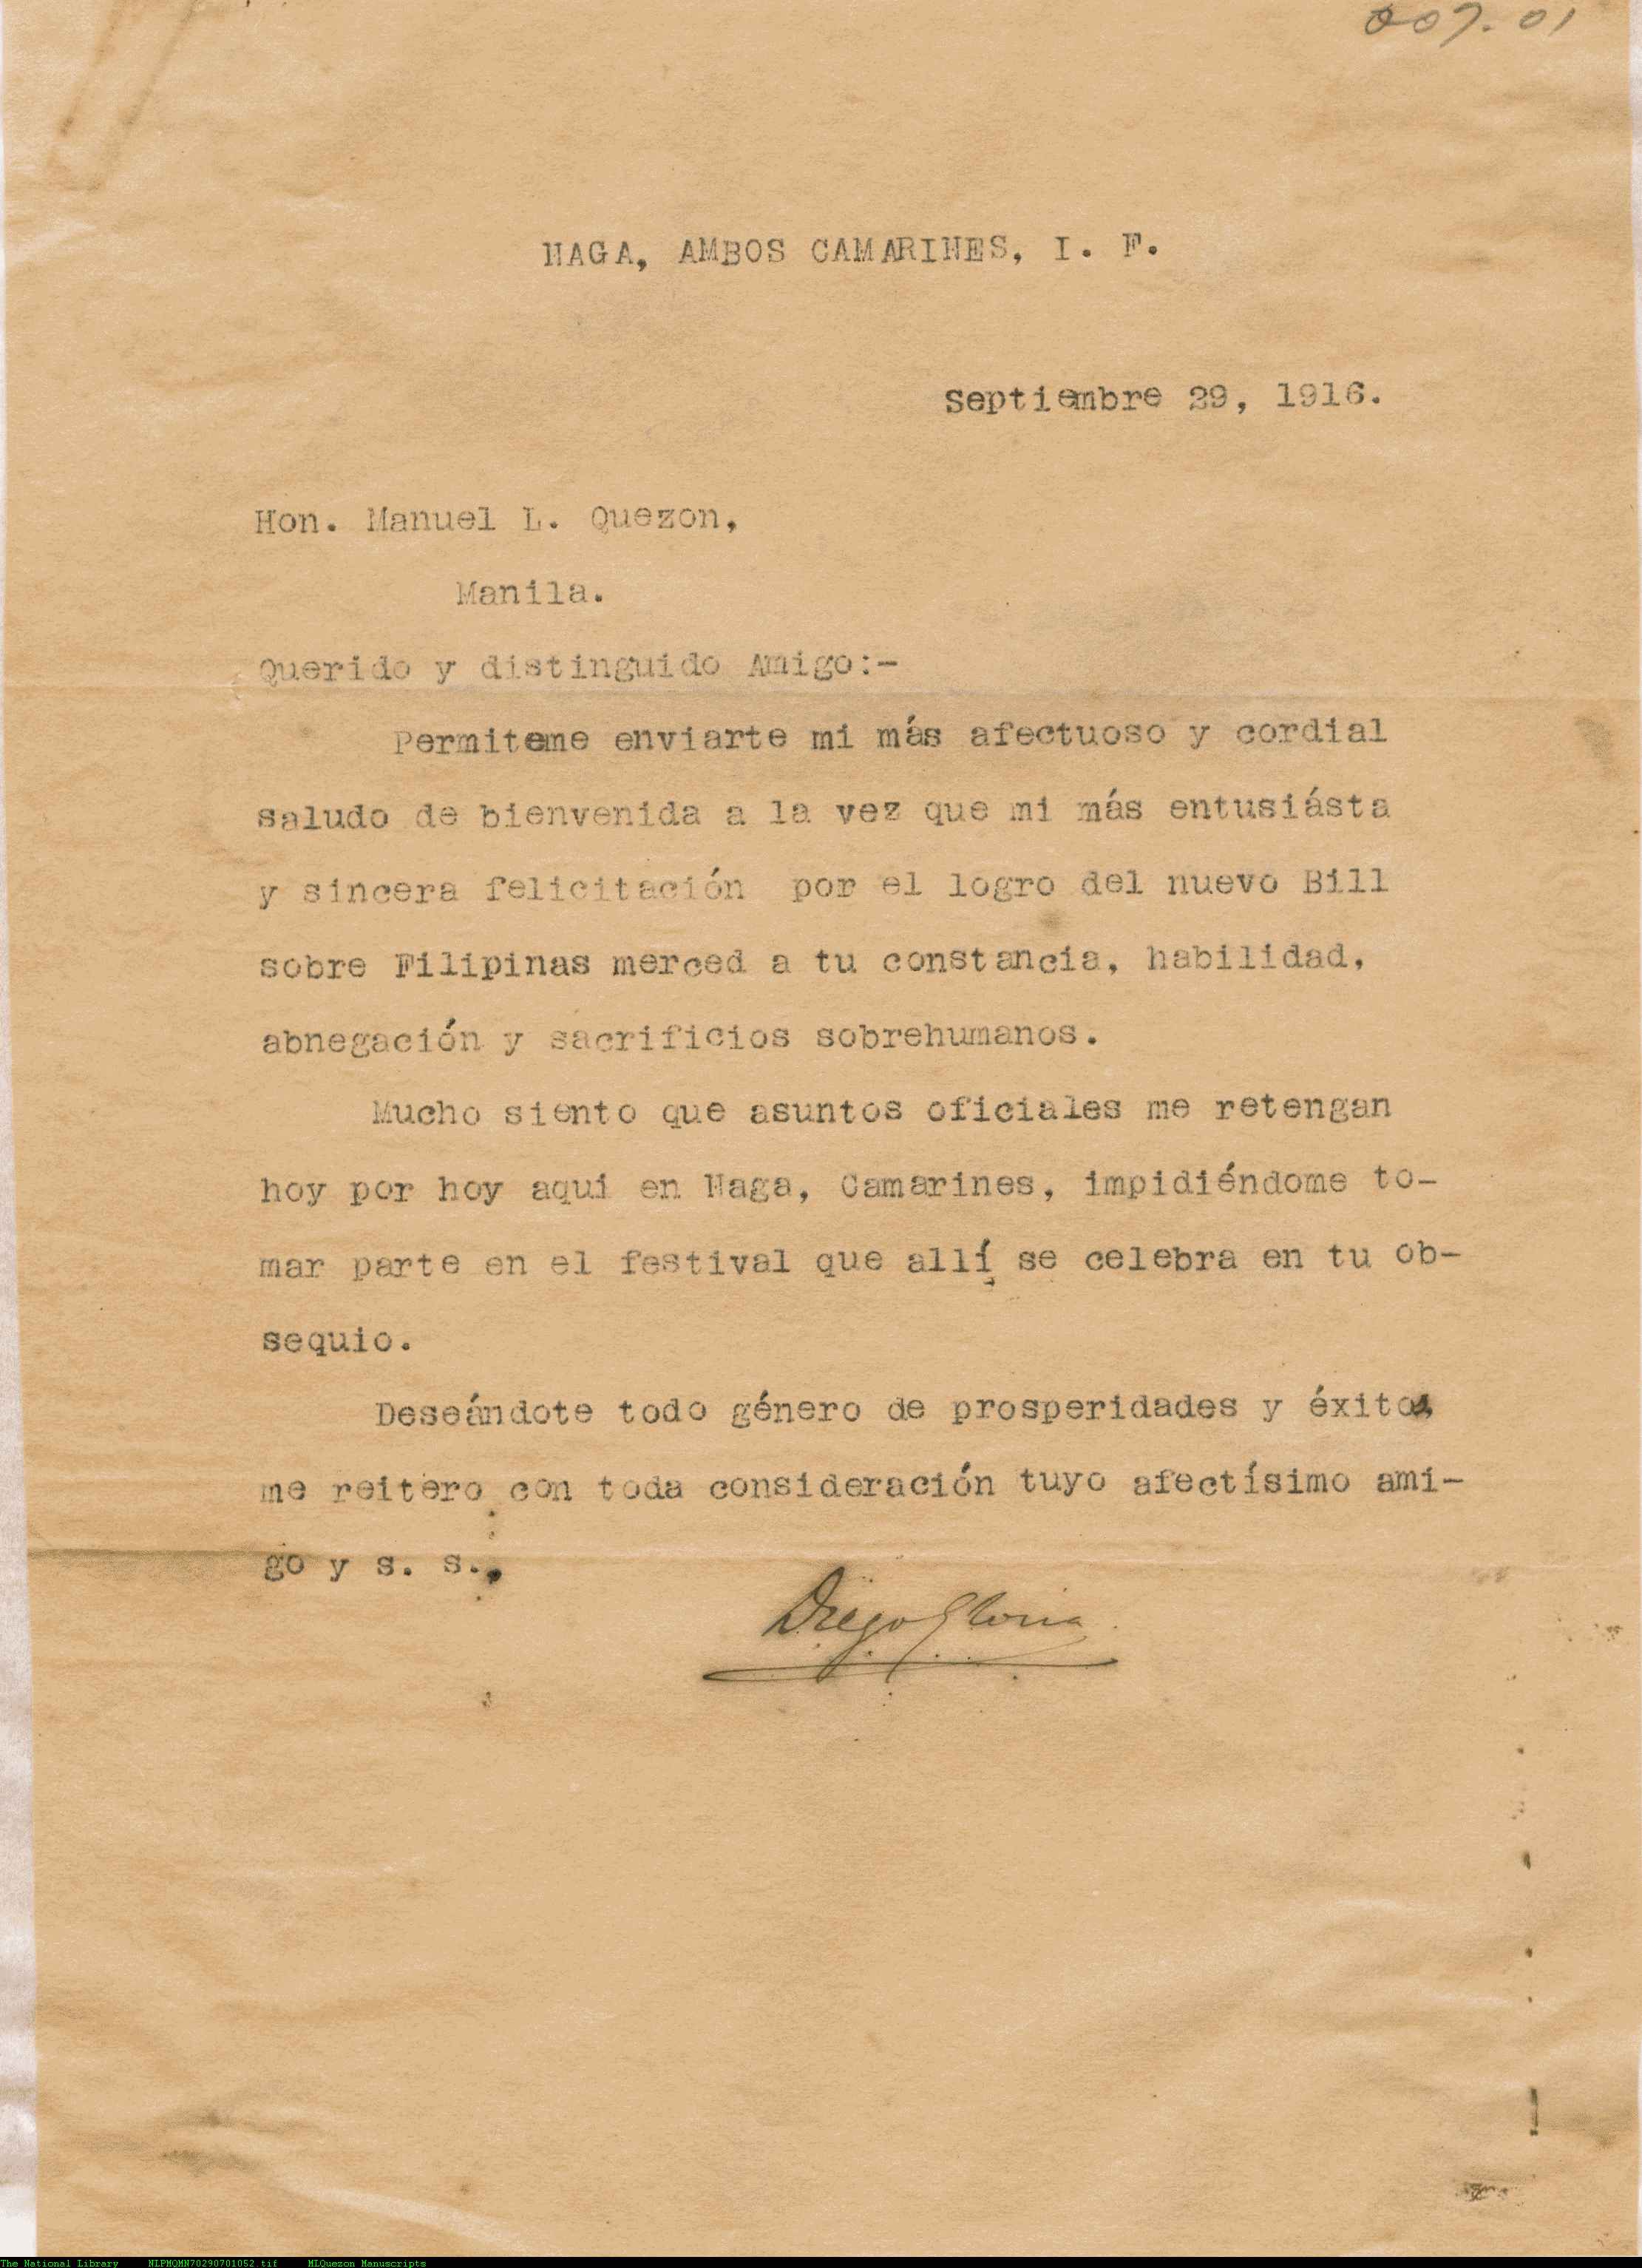 007.01
NAGA, AMBOS CAMARINES, I. F.
Septiembre 29, 1916.
Hon. Manuel L. Quezon,
Manila.
Querido y distinguido Amigo:-
Permiteme enviarte mi más afectuoso y cordial
saludo de bienvenida a la vez que mi más entusiásta
y sincera felicitación por el logro del nuevo Bill
sobre Filipinas merced a tu constancia, habilidad,
abnegación y sacrificios sobrehumanos.
Mucho siento que asuntos oficiales me retengan
hoy por hoy aqui en Naga, Camarines, impidiéndome to-
mar parte en el festival que allí se celebra en tu ob-
sequio.
Deseándote todo género de prosperidades y éxitos
me reitero con toda consideración tuyo afectísimo ami-
go y s. s.,
Diego Gloria
The National Library NLPMQMN70290701052.tif MLQuezon Manuscripts